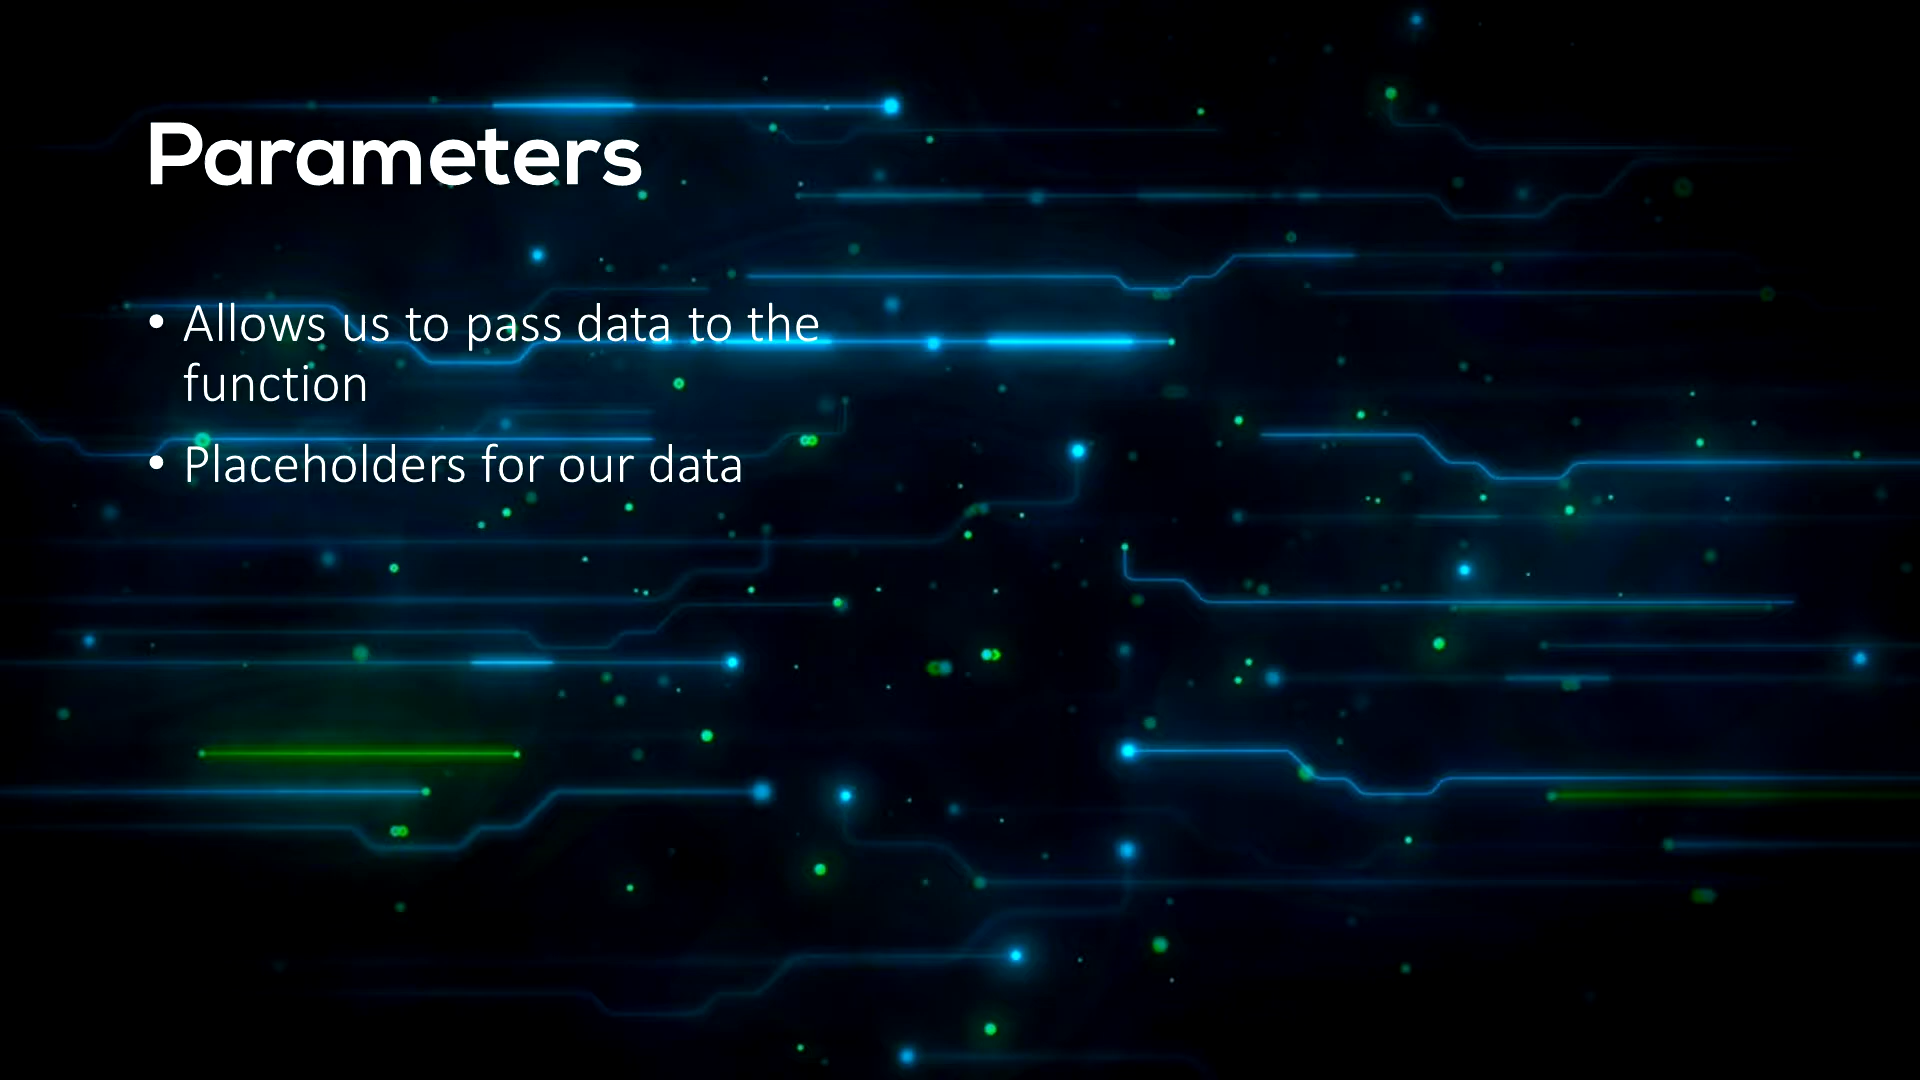 Parameters
• Allows us to pass data to the
function
• Placeholders for our data